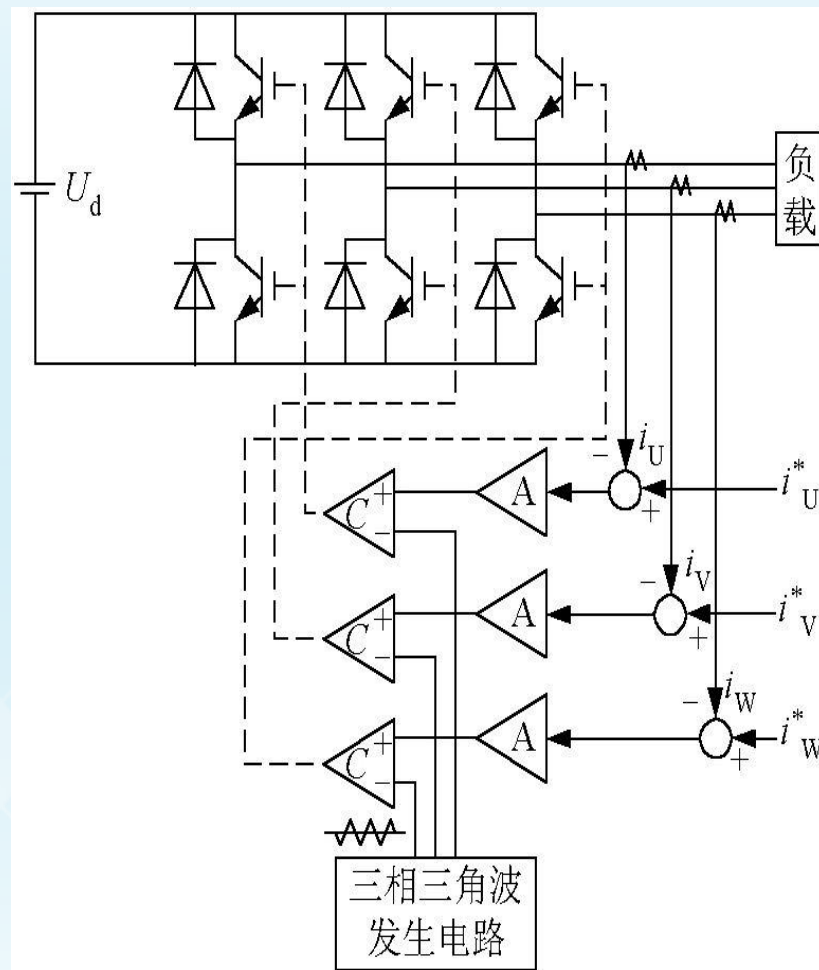 U_d
负
载
− i_U
C + − A + i*_U
− i_V
C + − A + i*_V
− i_W
C + − A + i*_W
三相三角波
发生电路